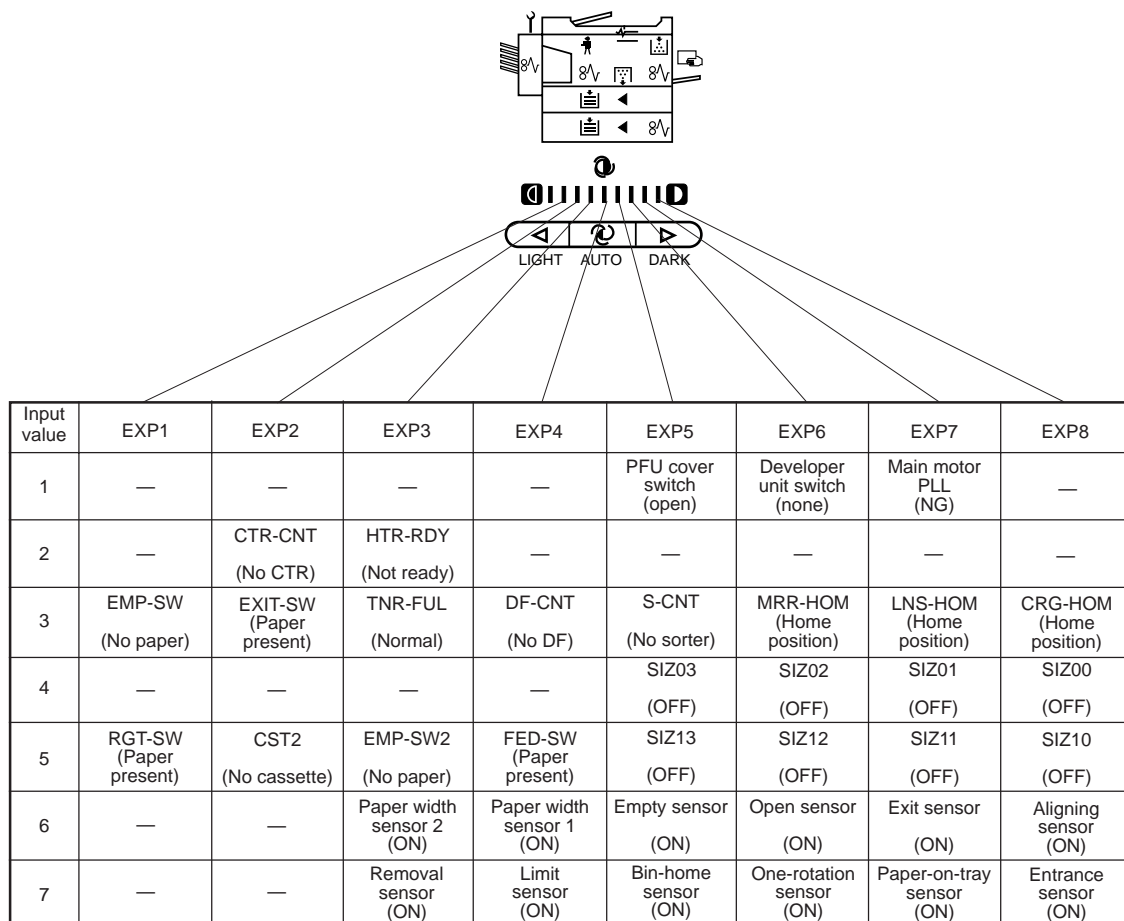 LIGHT AUTO DARK
Input value EXP1 EXP2 EXP3 EXP4 EXP5 EXP6 EXP7 EXP8
1 — — — — PFU cover switch (open) Developer unit switch (none) Main motor PLL (NG) —
2 — CTR-CNT (No CTR) HTR-RDY (Not ready) — — — — —
3 EMP-SW (No paper) EXIT-SW (Paper present) TNR-FUL (Normal) DF-CNT (No DF) S-CNT (No sorter) MRR-HOM (Home position) LNS-HOM (Home position) CRG-HOM (Home position)
4 — — — — SIZ03 (OFF) SIZ02 (OFF) SIZ01 (OFF) SIZ00 (OFF)
5 RGT-SW (Paper present) CST2 (No cassette) EMP-SW2 (No paper) FED-SW (Paper present) SIZ13 (OFF) SIZ12 (OFF) SIZ11 (OFF) SIZ10 (OFF)
6 — — Paper width sensor 2 (ON) Paper width sensor 1 (ON) Empty sensor (ON) Open sensor (ON) Exit sensor (ON) Aligning sensor (ON)
7 — — Removal sensor (ON) Limit sensor (ON) Bin-home sensor (ON) One-rotation sensor (ON) Paper-on-tray sensor (ON) Entrance sensor (ON)